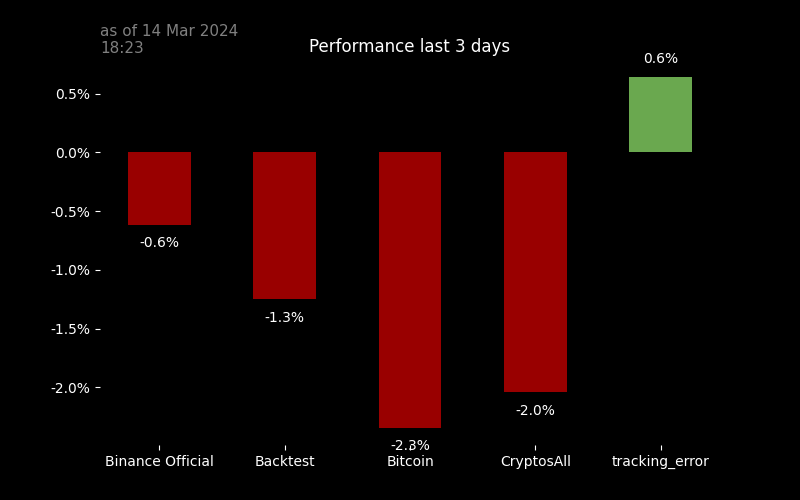 as of 14 Mar 2024
18:23
Performance last 3 days
0.6%
0.5%
0.0%
-0.5%
-0.6%
-1.0%
-1.3%
-1.5%
-2.0%
-2.0%
-2.3%
Binance Official
Backtest
Bitcoin
CryptosAll
tracking_error